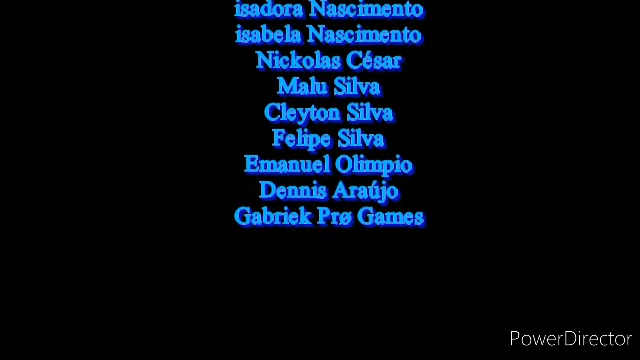 isadora Nascimento
isabela Nascimento
Nickolas César
Malu Silva
Cleyton Silva
Felipe Silva
Emanuel Olimpio
Dennis Araújo
Gabriek Prø Games
PowerDirector